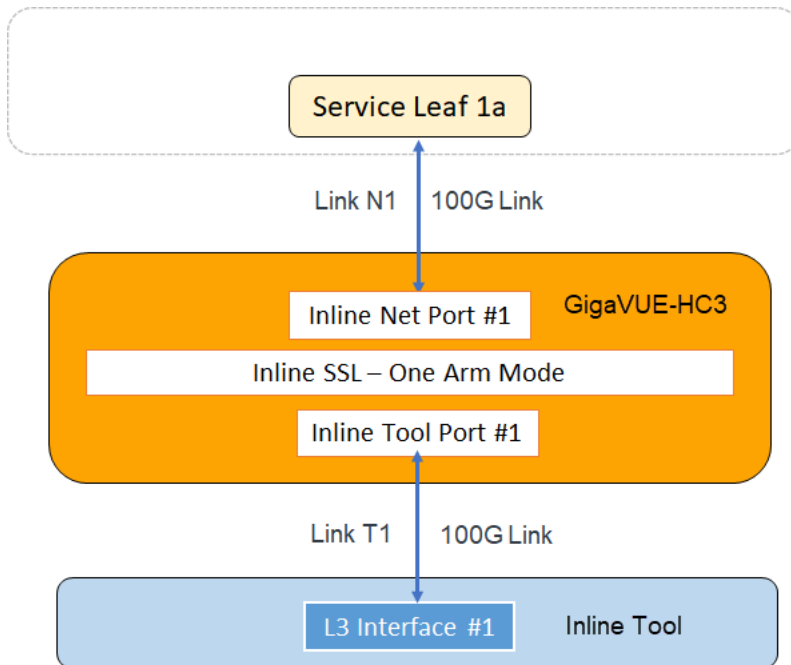 Service Leaf 1a
Link N1 100G Link
GigaVUE-HC3
Inline Net Port #1
Inline SSL – One Arm Mode
Inline Tool Port #1
Link T1 100G Link
L3 Interface #1
Inline Tool